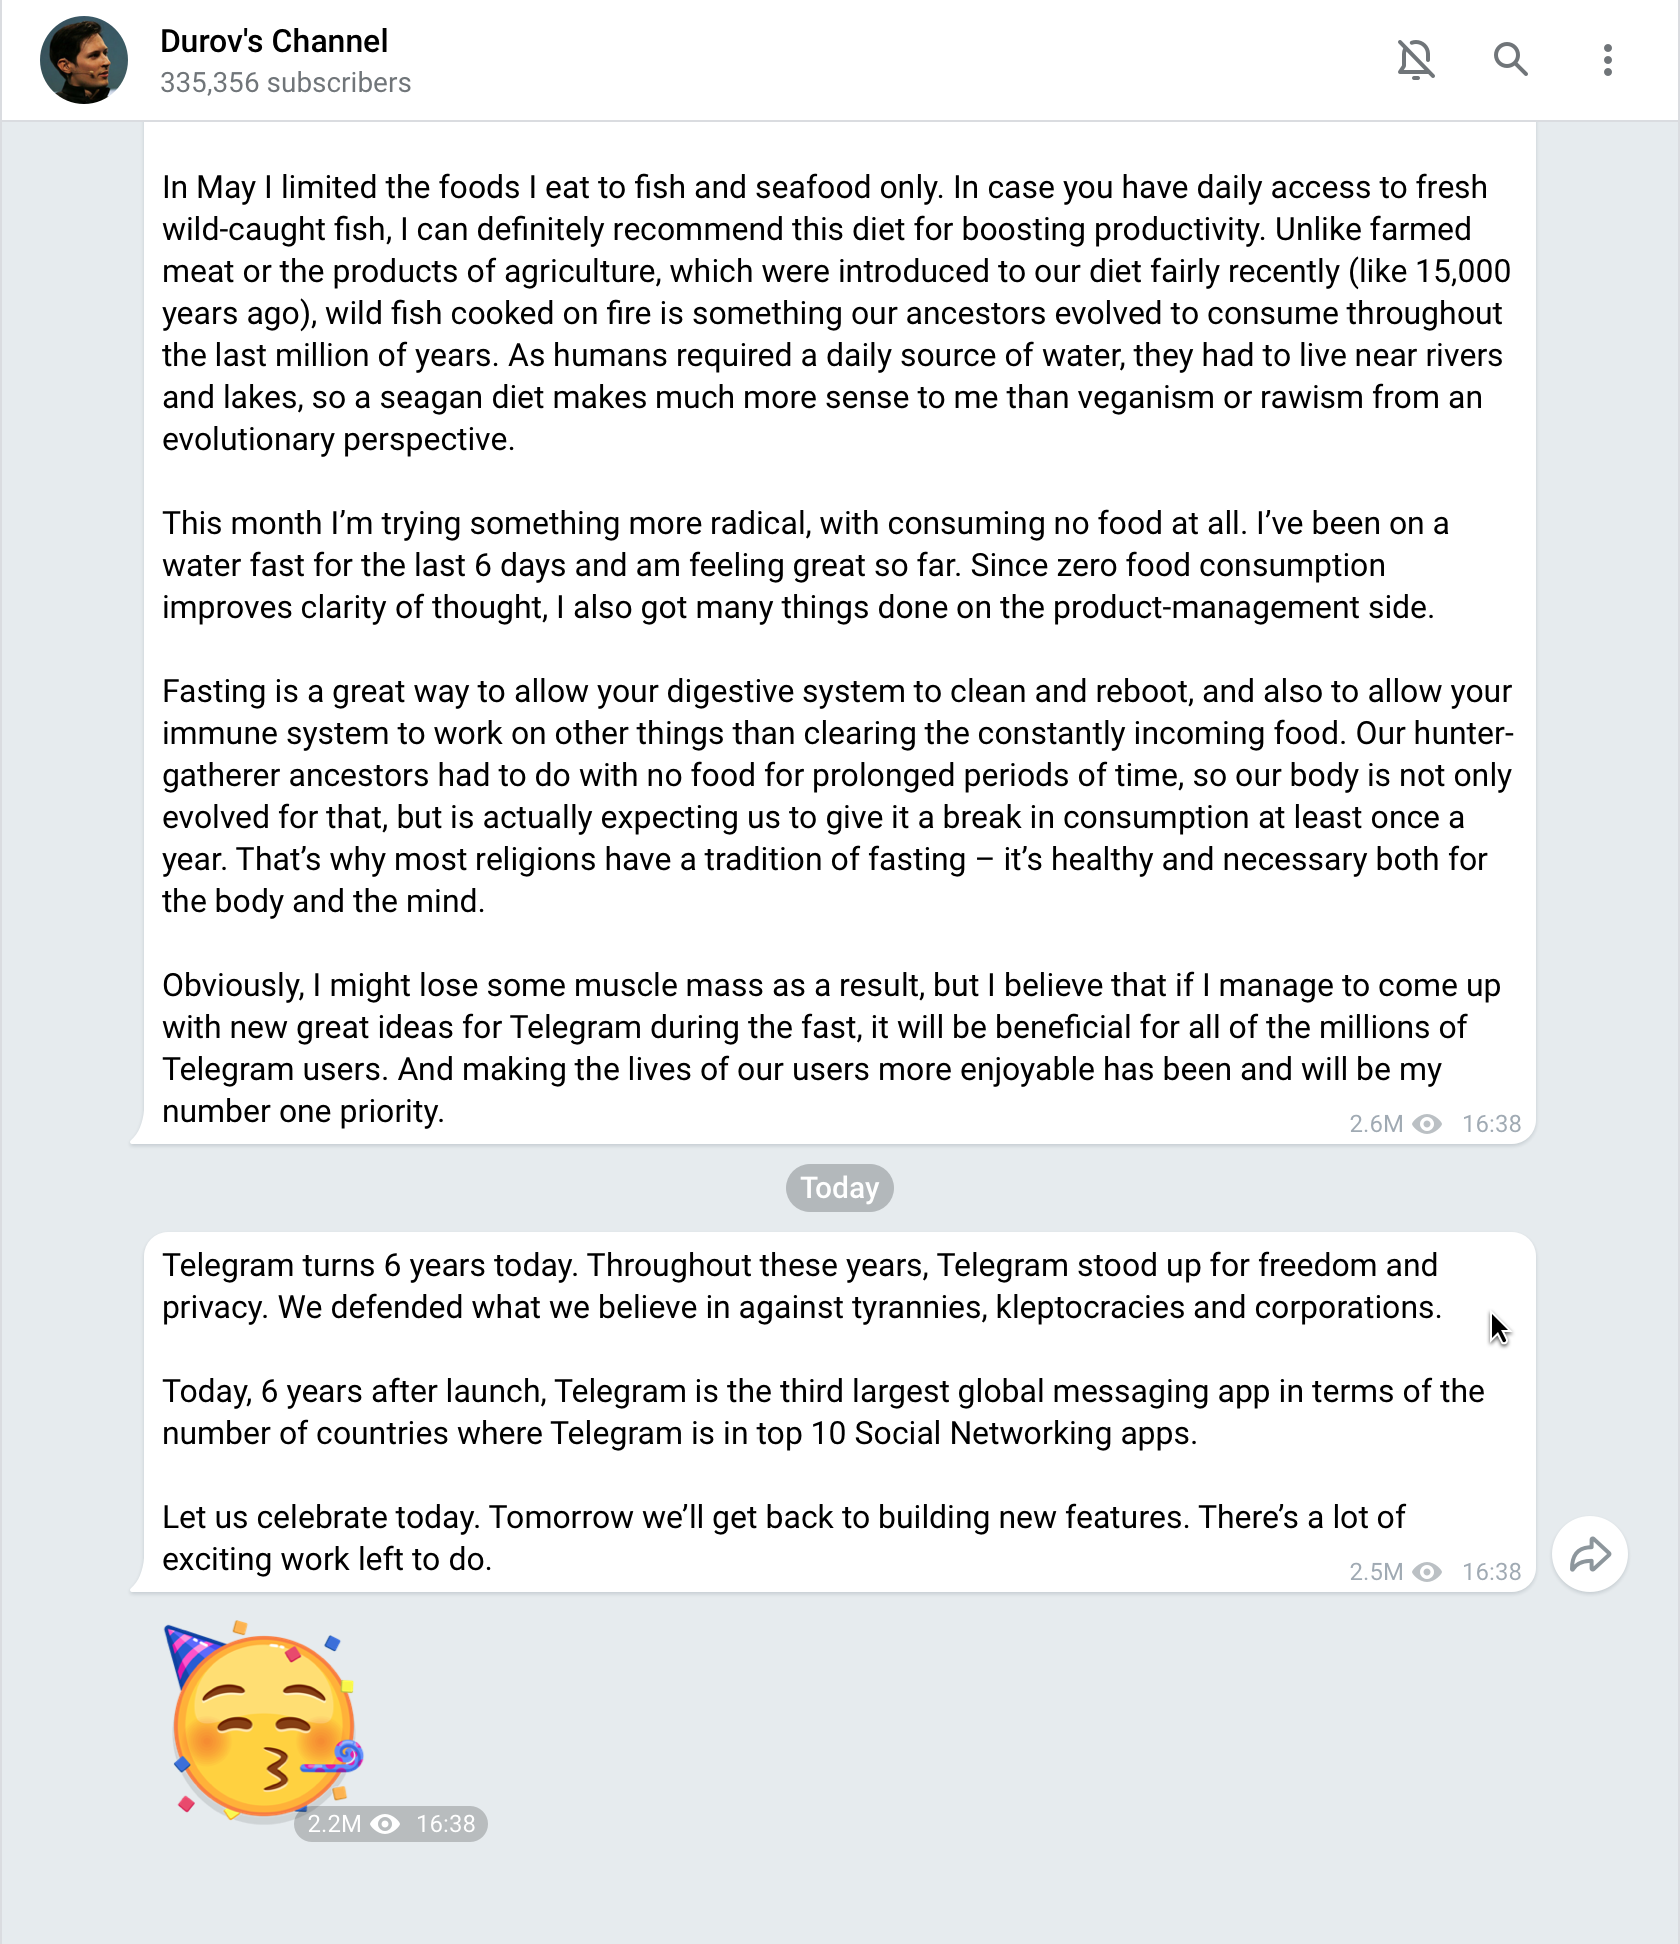 Durov's Channel
335,356 subscribers
In May I limited the foods I eat to fish and seafood only. In case you have daily access to fresh
wild-caught fish, I can definitely recommend this diet for boosting productivity. Unlike farmed
meat or the products of agriculture, which were introduced to our diet fairly recently (like 15,000
years ago), wild fish cooked on fire is something our ancestors evolved to consume throughout
the last million of years. As humans required a daily source of water, they had to live near rivers
and lakes, so a seagan diet makes much more sense to me than veganism or rawism from an
evolutionary perspective.
This month I’m trying something more radical, with consuming no food at all. I’ve been on a
water fast for the last 6 days and am feeling great so far. Since zero food consumption
improves clarity of thought, I also got many things done on the product-management side.
Fasting is a great way to allow your digestive system to clean and reboot, and also to allow your
immune system to work on other things than clearing the constantly incoming food. Our hunter-
gatherer ancestors had to do with no food for prolonged periods of time, so our body is not only
evolved for that, but is actually expecting us to give it a break in consumption at least once a
year. That’s why most religions have a tradition of fasting – it’s healthy and necessary both for
the body and the mind.
Obviously, I might lose some muscle mass as a result, but I believe that if I manage to come up
with new great ideas for Telegram during the fast, it will be beneficial for all of the millions of
Telegram users. And making the lives of our users more enjoyable has been and will be my
number one priority.
2.6M 16:38
Today
Telegram turns 6 years today. Throughout these years, Telegram stood up for freedom and
privacy. We defended what we believe in against tyrannies, kleptocracies and corporations.
Today, 6 years after launch, Telegram is the third largest global messaging app in terms of the
number of countries where Telegram is in top 10 Social Networking apps.
Let us celebrate today. Tomorrow we’ll get back to building new features. There’s a lot of
exciting work left to do.
2.5M 16:38
2.2M 16:38